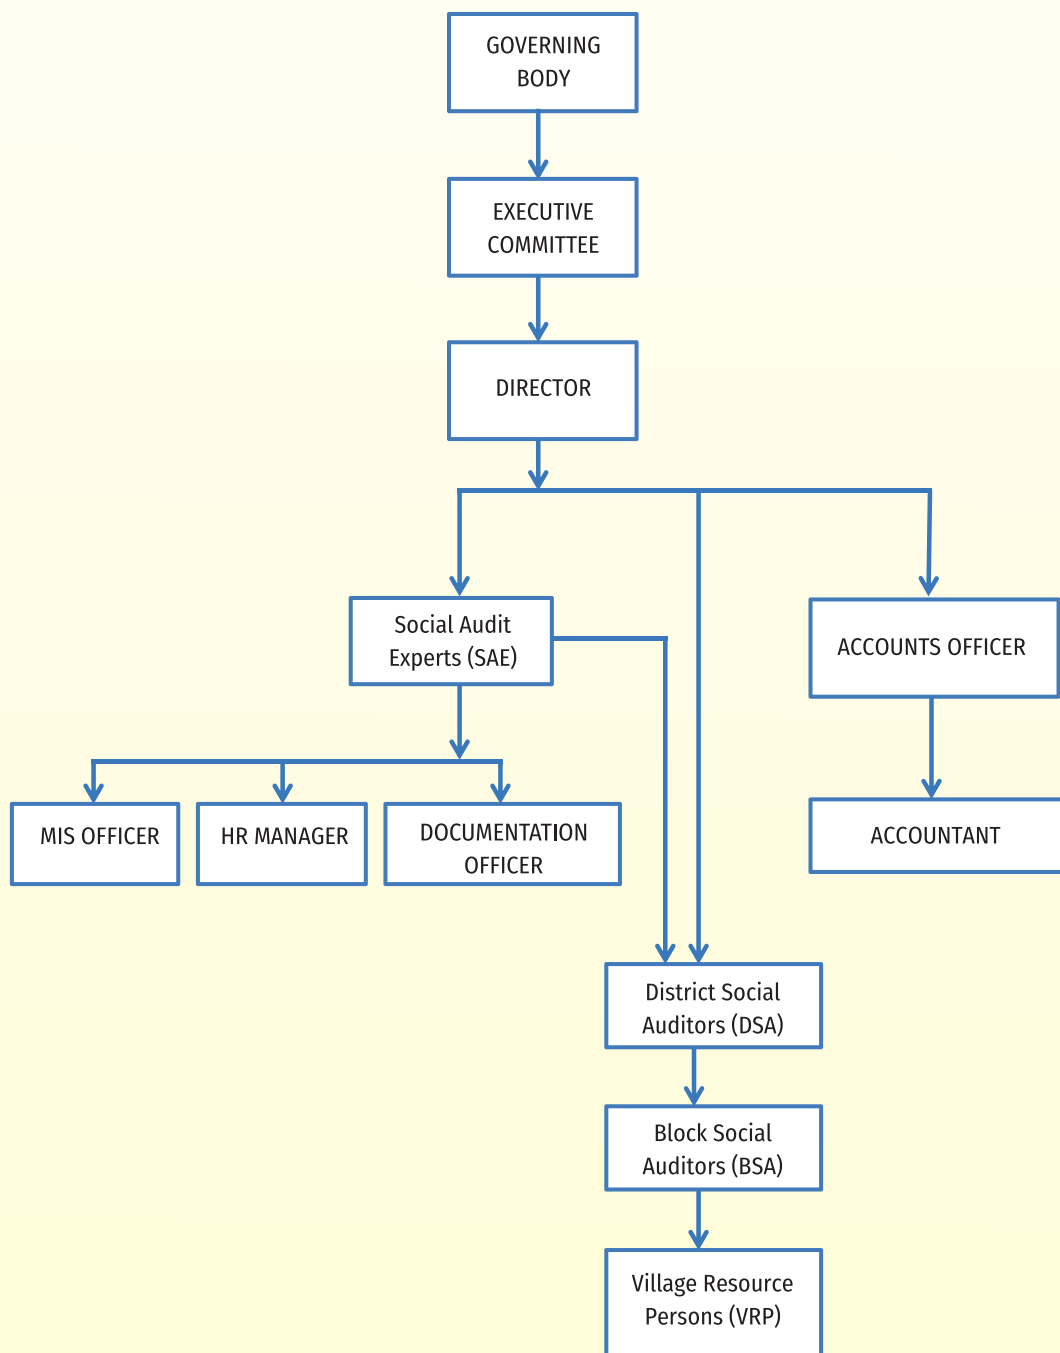 GOVERNING
BODY
EXECUTIVE
COMMITTEE
DIRECTOR
Social Audit
Experts (SAE)
ACCOUNTS OFFICER
MIS OFFICER
HR MANAGER
DOCUMENTATION
OFFICER
ACCOUNTANT
District Social
Auditors (DSA)
Block Social
Auditors (BSA)
Village Resource
Persons (VRP)